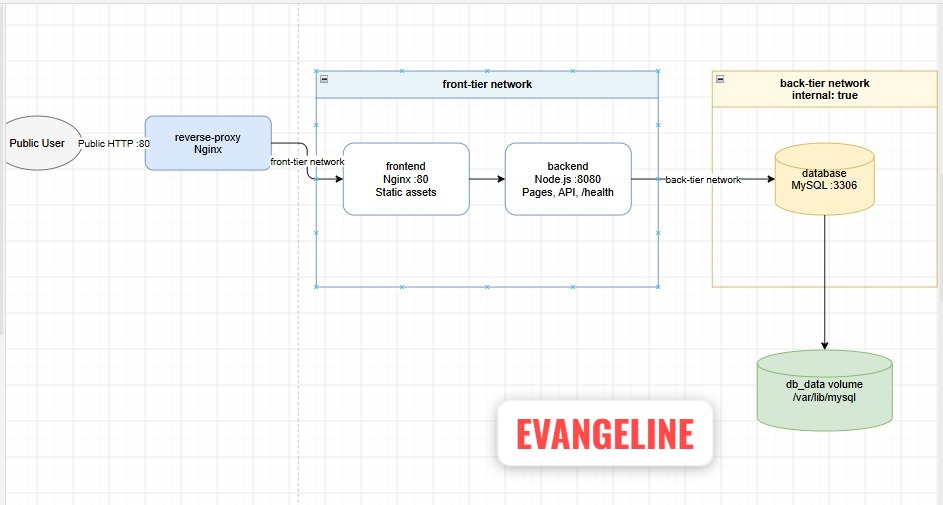 front-tier network
back-tier network
internal: true
Public User
Public HTTP :80
reverse-proxy
Nginx
front-tier network
frontend
Nginx :80
Static assets
backend
Node.js :8080
Pages, API, /health
back-tier network
database
MySQL :3306
db_data volume
/var/lib/mysql
EVANGELINE